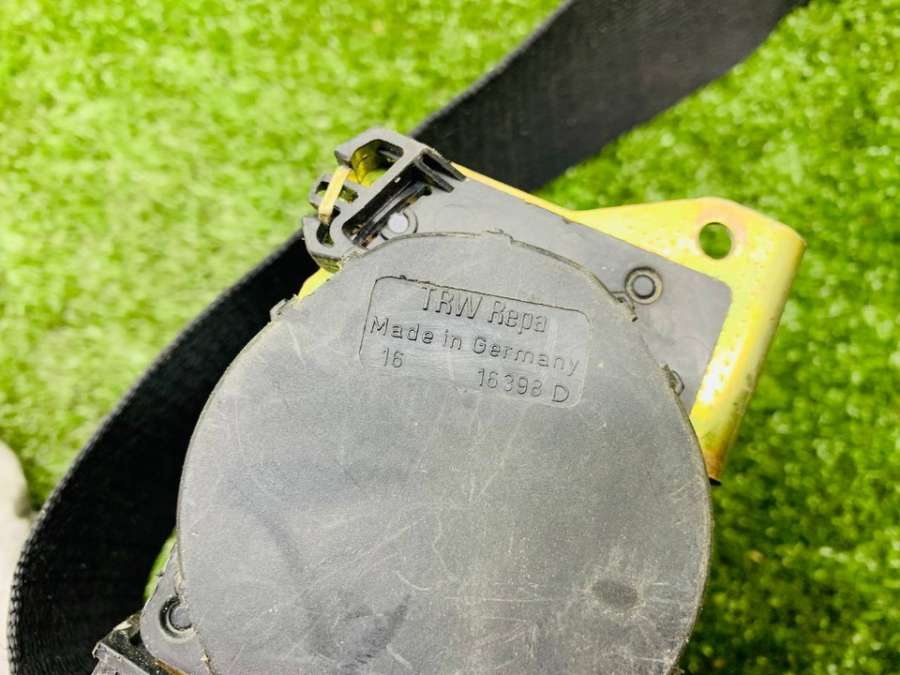 TRW Repa
Made in Germany
16 16398 D